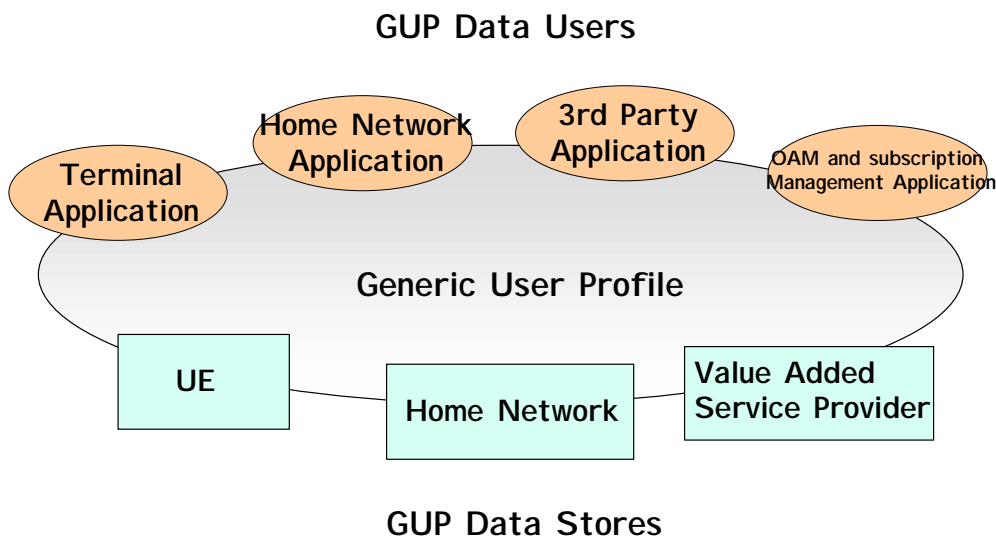 GUP Data Users
Home Network
Application
3rd Party
Application
Terminal
Application
OAM and subscription
Management Application
Generic User Profile
UE
Home Network
Value Added
Service Provider
GUP Data Stores